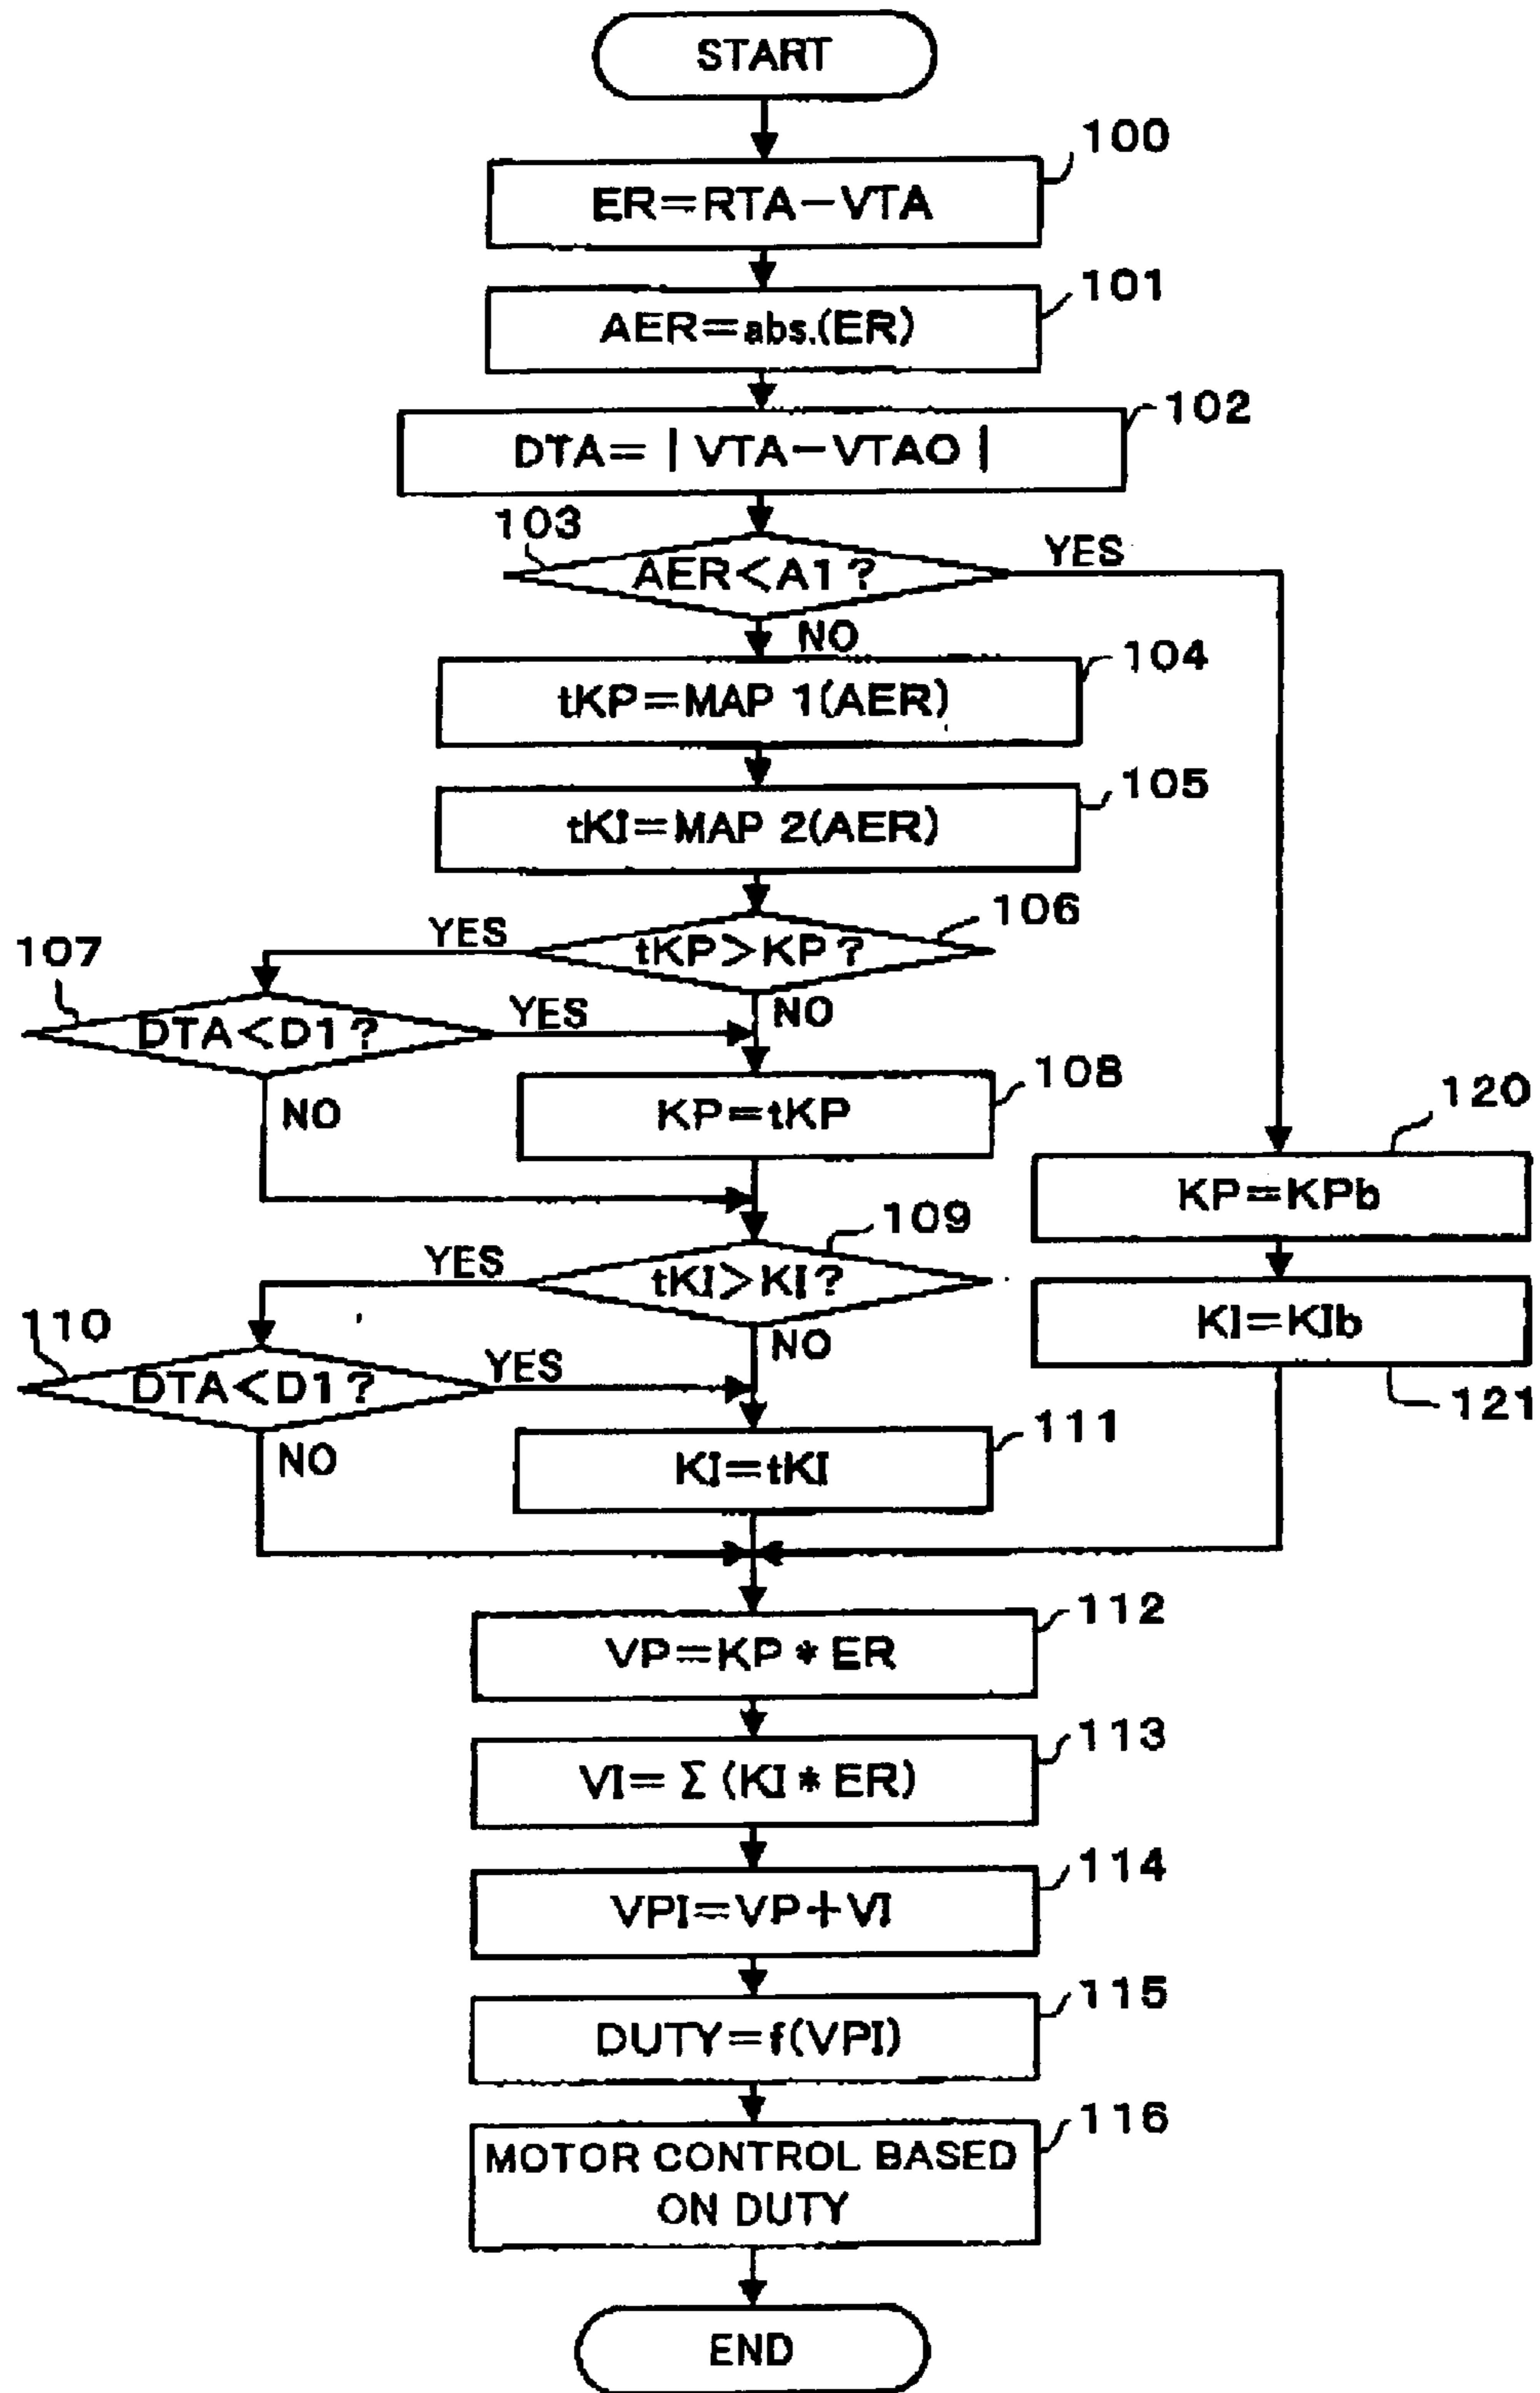 START
100
ER=RTA-VTA
101
AER=abs.(ER)
102
DTA=|VTA-VTAO|
103
AER<A1?
YES
NO
104
tKP=MAP 1(AER)
105
tKI=MAP 2(AER)
106
tKP>KP?
YES
NO
107
DTA<D1?
YES
NO
108
KP=tKP
109
tKI>KI?
YES
NO
110
DTA<D1?
YES
NO
111
KI=tKI
120
KP=KPb
KI=KIb
121
112
VP=KP*ER
113
VI=Σ(KI*ER)
114
VPI=VP+VI
115
DUTY=f(VPI)
116
MOTOR CONTROL BASED
ON DUTY
END